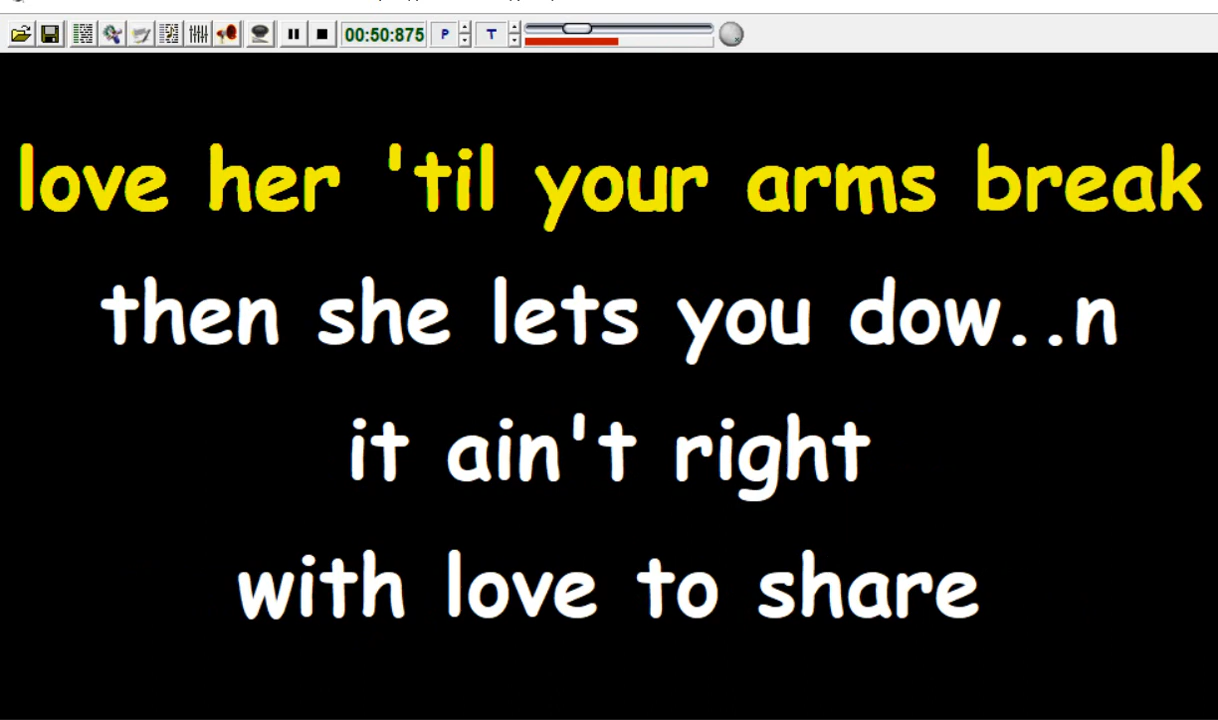 00:50:875 P T
love her 'til your arms break
then she lets you dow..n
it ain't right
with love to share